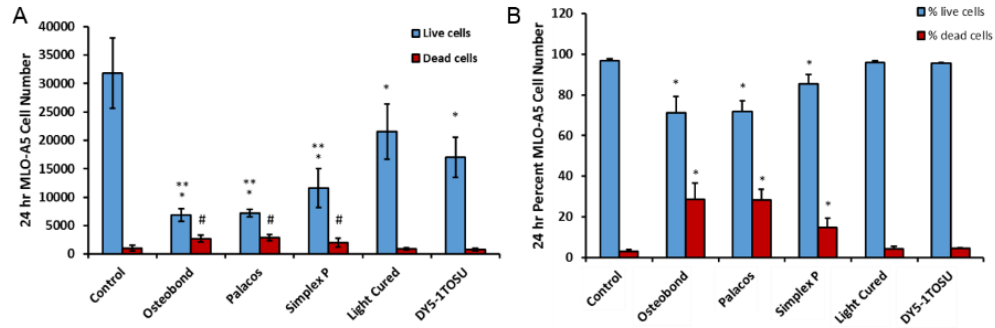 A
24 hr MLO-A5 Cell Number
40000
35000
30000
25000
20000
15000
10000
5000
0
Live cells
Dead cells
**
*
#
**
*
#
**
*
#
*
*
Control
Osteobond
Palacos
Simplex P
Light Cured
DY5-1TOSU
B
24 hr Percent MLO-A5 Cell Number
120
100
80
60
40
20
0
% live cells
% dead cells
*
*
*
*
*
*
Control
Osteobond
Palacos
Simplex P
Light Cured
DY5-1TOSU